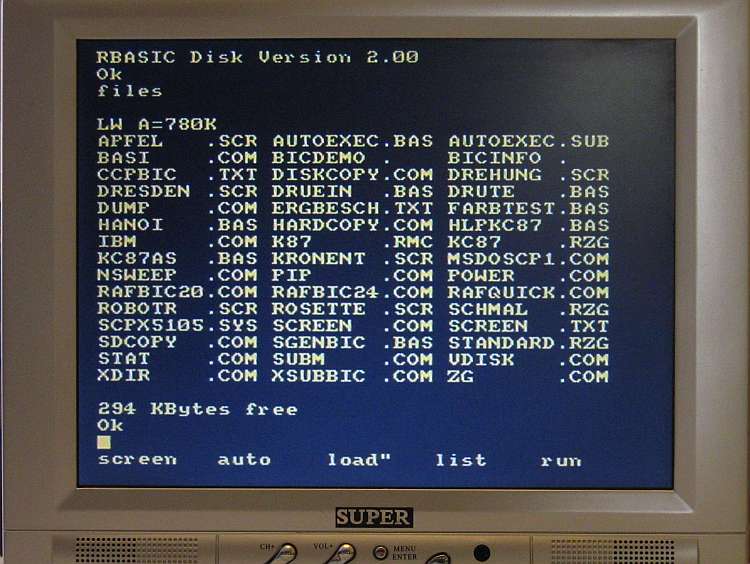 RBASIC Disk Version 2.00
Ok
files
LW A=780K
APFEL .SCR AUTOEXEC.BAS AUTOEXEC.SUB
BASI .COM BICDEMO . BICINFO .
CCPBIC .TXT DISKCOPY.COM DREHUNG .SCR
DRESDEN .SCR DRUEIN .BAS DRUTE .BAS
DUMP .COM ERGBESCH.TXT FARBTEST.BAS
HANOI .BAS HARDCOPY.COM HLPKC87 .BAS
IBM .COM K87 .RMC KC87 .RZG
KC87AS .BAS KRONENT .SCR MSDOSCP1.COM
NSWEEP .COM PIP .COM POWER .COM
RAFBIC20.COM RAFBIC24.COM RAFQUICK.COM
ROBOTR .SCR ROSETTE .SCR SCHMAL .RZG
SCPX5105.SYS SCREEN .COM SCREEN .TXT
SDCOPY .COM SGENBIC .BAS STANDARD.RZG
STAT .COM SUBM .COM VDISK .COM
XDIR .COM XSUBBIC .COM ZG .COM
294 KBytes free
Ok
screen auto load" list run
SUPER
CH+ VOL+ MENU
ENTER